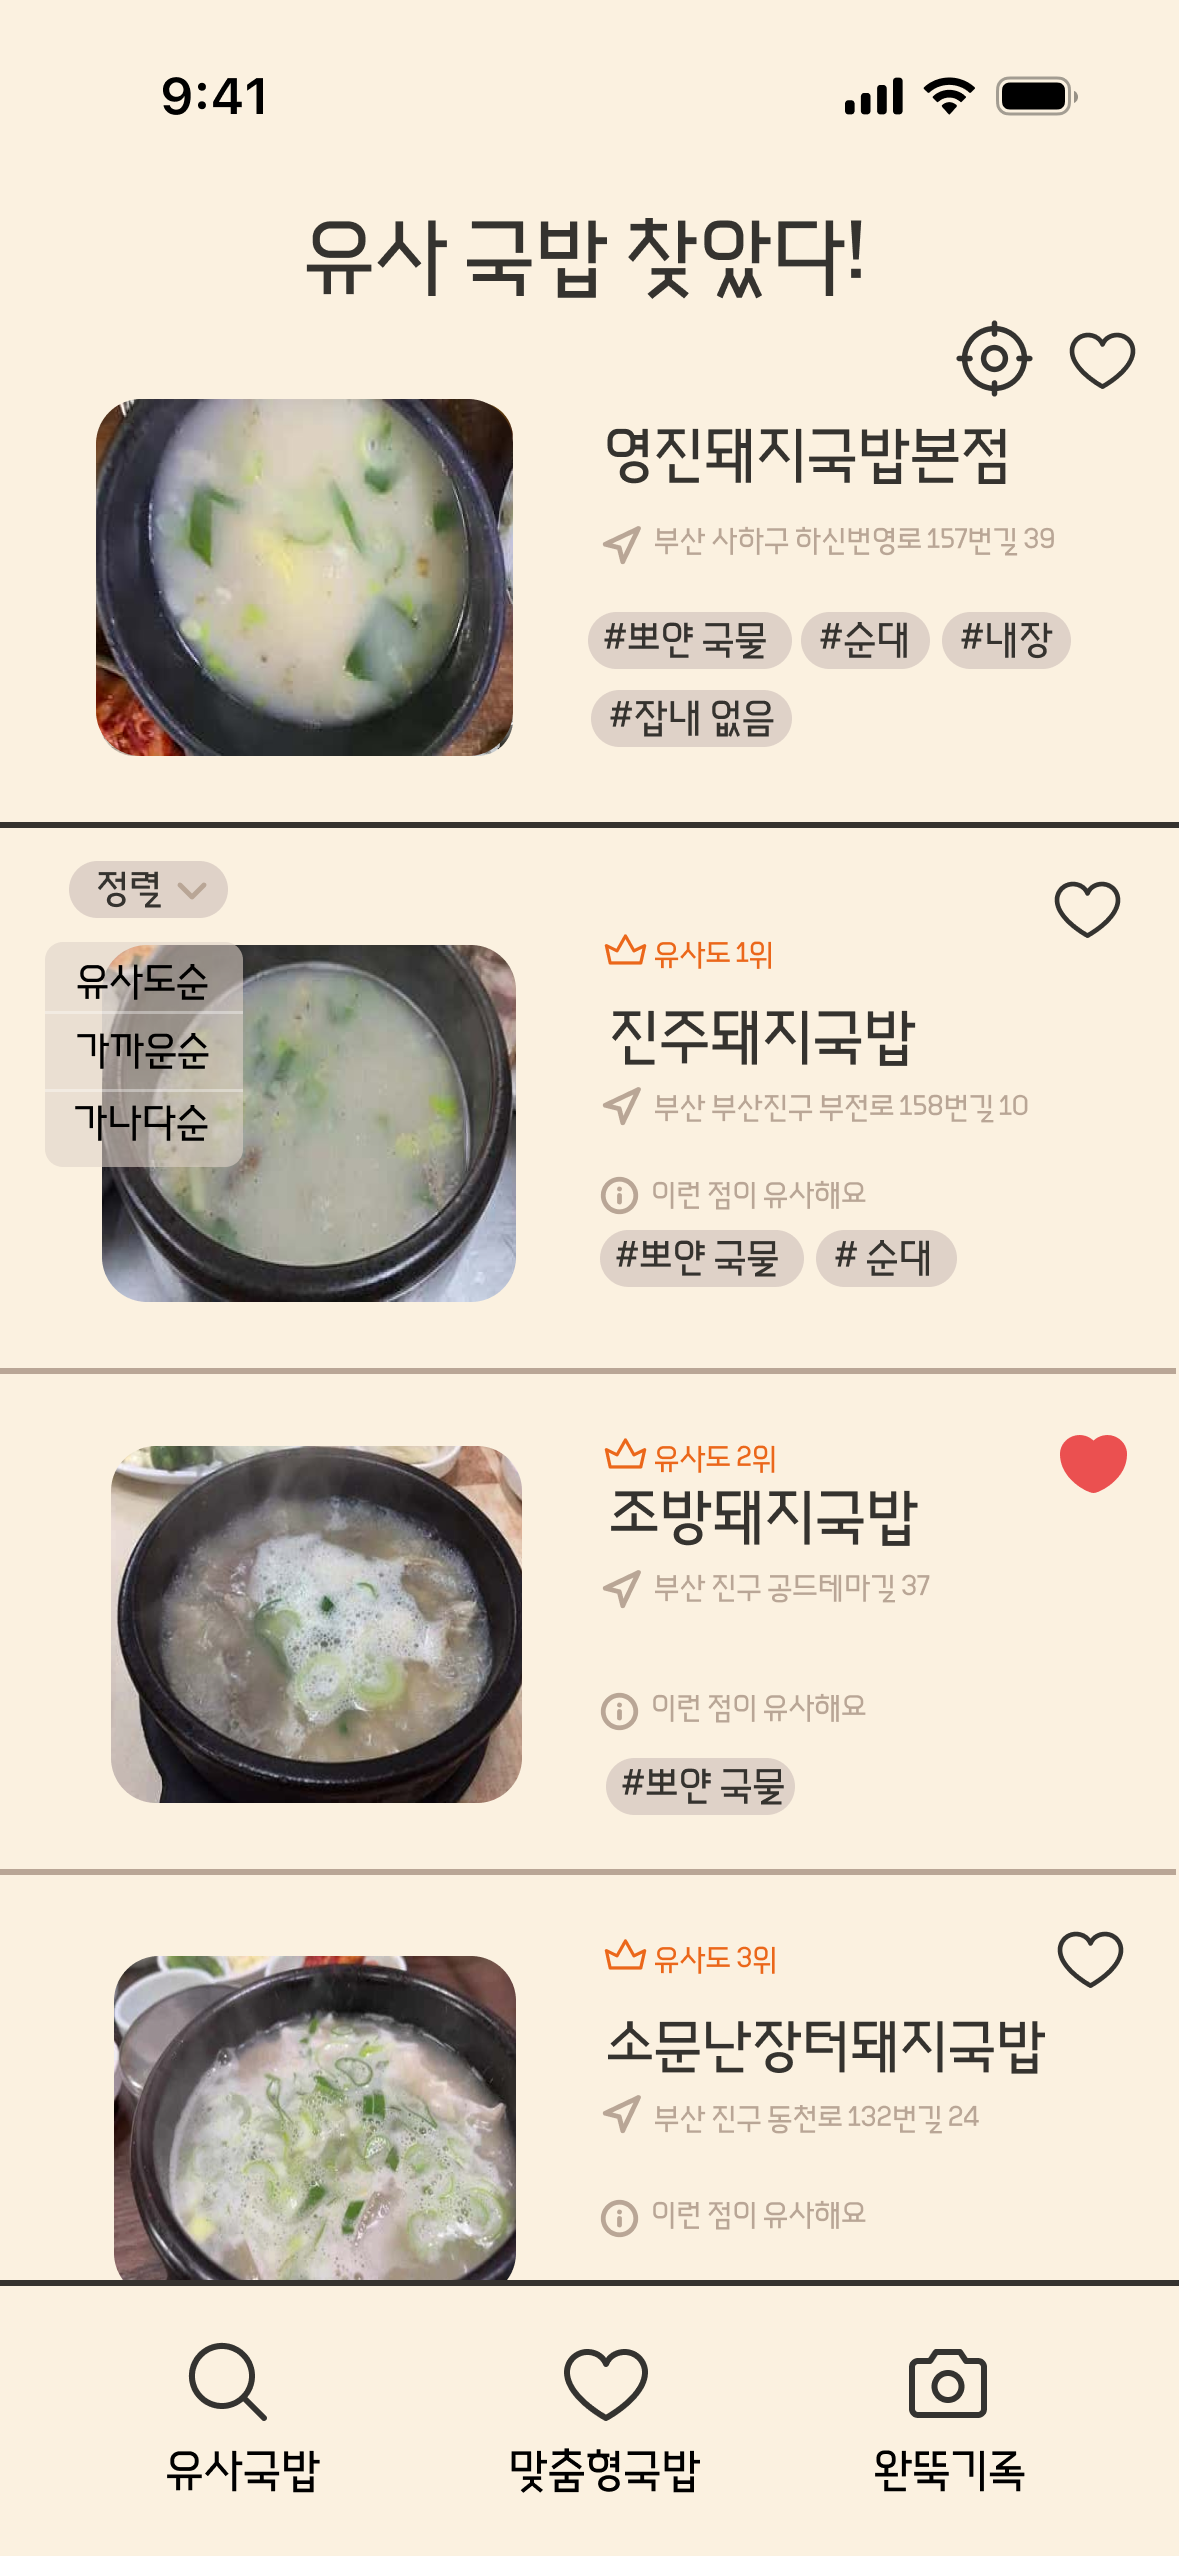 9:41
유사 국밥 찾았다!
영진돼지국밥본점
부산 사하구 하신번영로 157번길 39
#뽀얀 국물 #순대 #내장
#잡내 없음
정렬
유사도순
가까운순
가나다순
유사도 1위
진주돼지국밥
부산 부산진구 부전로 158번길 10
이런 점이 유사해요
#뽀얀 국물 # 순대
유사도 2위
조방돼지국밥
부산 진구 공드테마길 37
이런 점이 유사해요
#뽀얀 국물
유사도 3위
소문난장터돼지국밥
부산 진구 동천로 132번길 24
이런 점이 유사해요
유사국밥 맞춤형국밥 완뚝기록